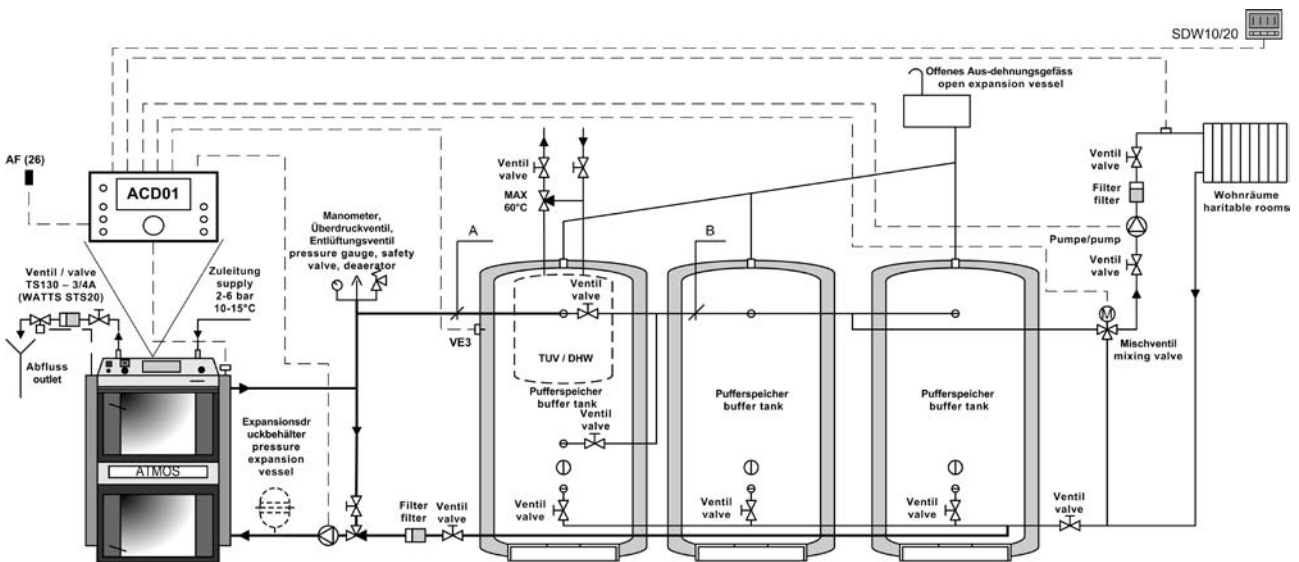 SDW10/20
Offenes Aus-dehnungsgefäss
open expansion vessel
AF (26)
ACD01
Ventil
valve
MAX
60°C
Ventil
valve
Filter
filter
Wohnräume
haritable rooms
Manometer,
Überdruckventil,
Entlüftungsventil
pressure gauge, safety
valve, deaerator
A
B
Pumpe/pump
Ventil
valve
Ventil / valve
TS130 – 3/4A
(WATTS STS20)
Zuleitung
supply
2-6 bar
10-15°C
Ventil
valve
M
VE3
Mischventil
mixing valve
Abfluss
outlet
TUV / DHW
Pufferspeicher
buffer tank
Pufferspeicher
buffer tank
Pufferspeicher
buffer tank
Ventil
valve
Expansionsdr
uckbehälter
pressure
expansion
vessel
ATMOS
Filter
filter
Ventil
valve
Ventil
valve
Ventil
valve
Ventil
valve
Ventil
valve